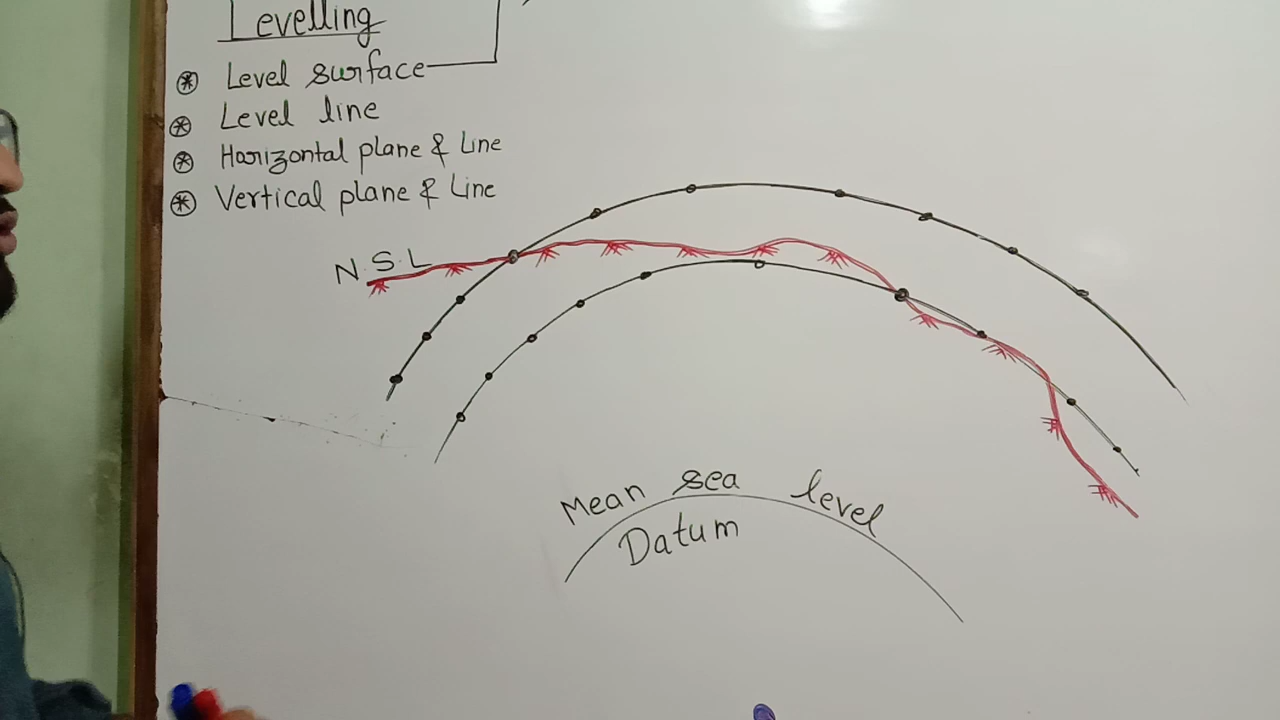 Levelling
⊛ Level surface
⊛ Level line
⊛ Horizontal plane & Line
⊛ Vertical plane & Line
N.S.L
Mean sea level
Datum